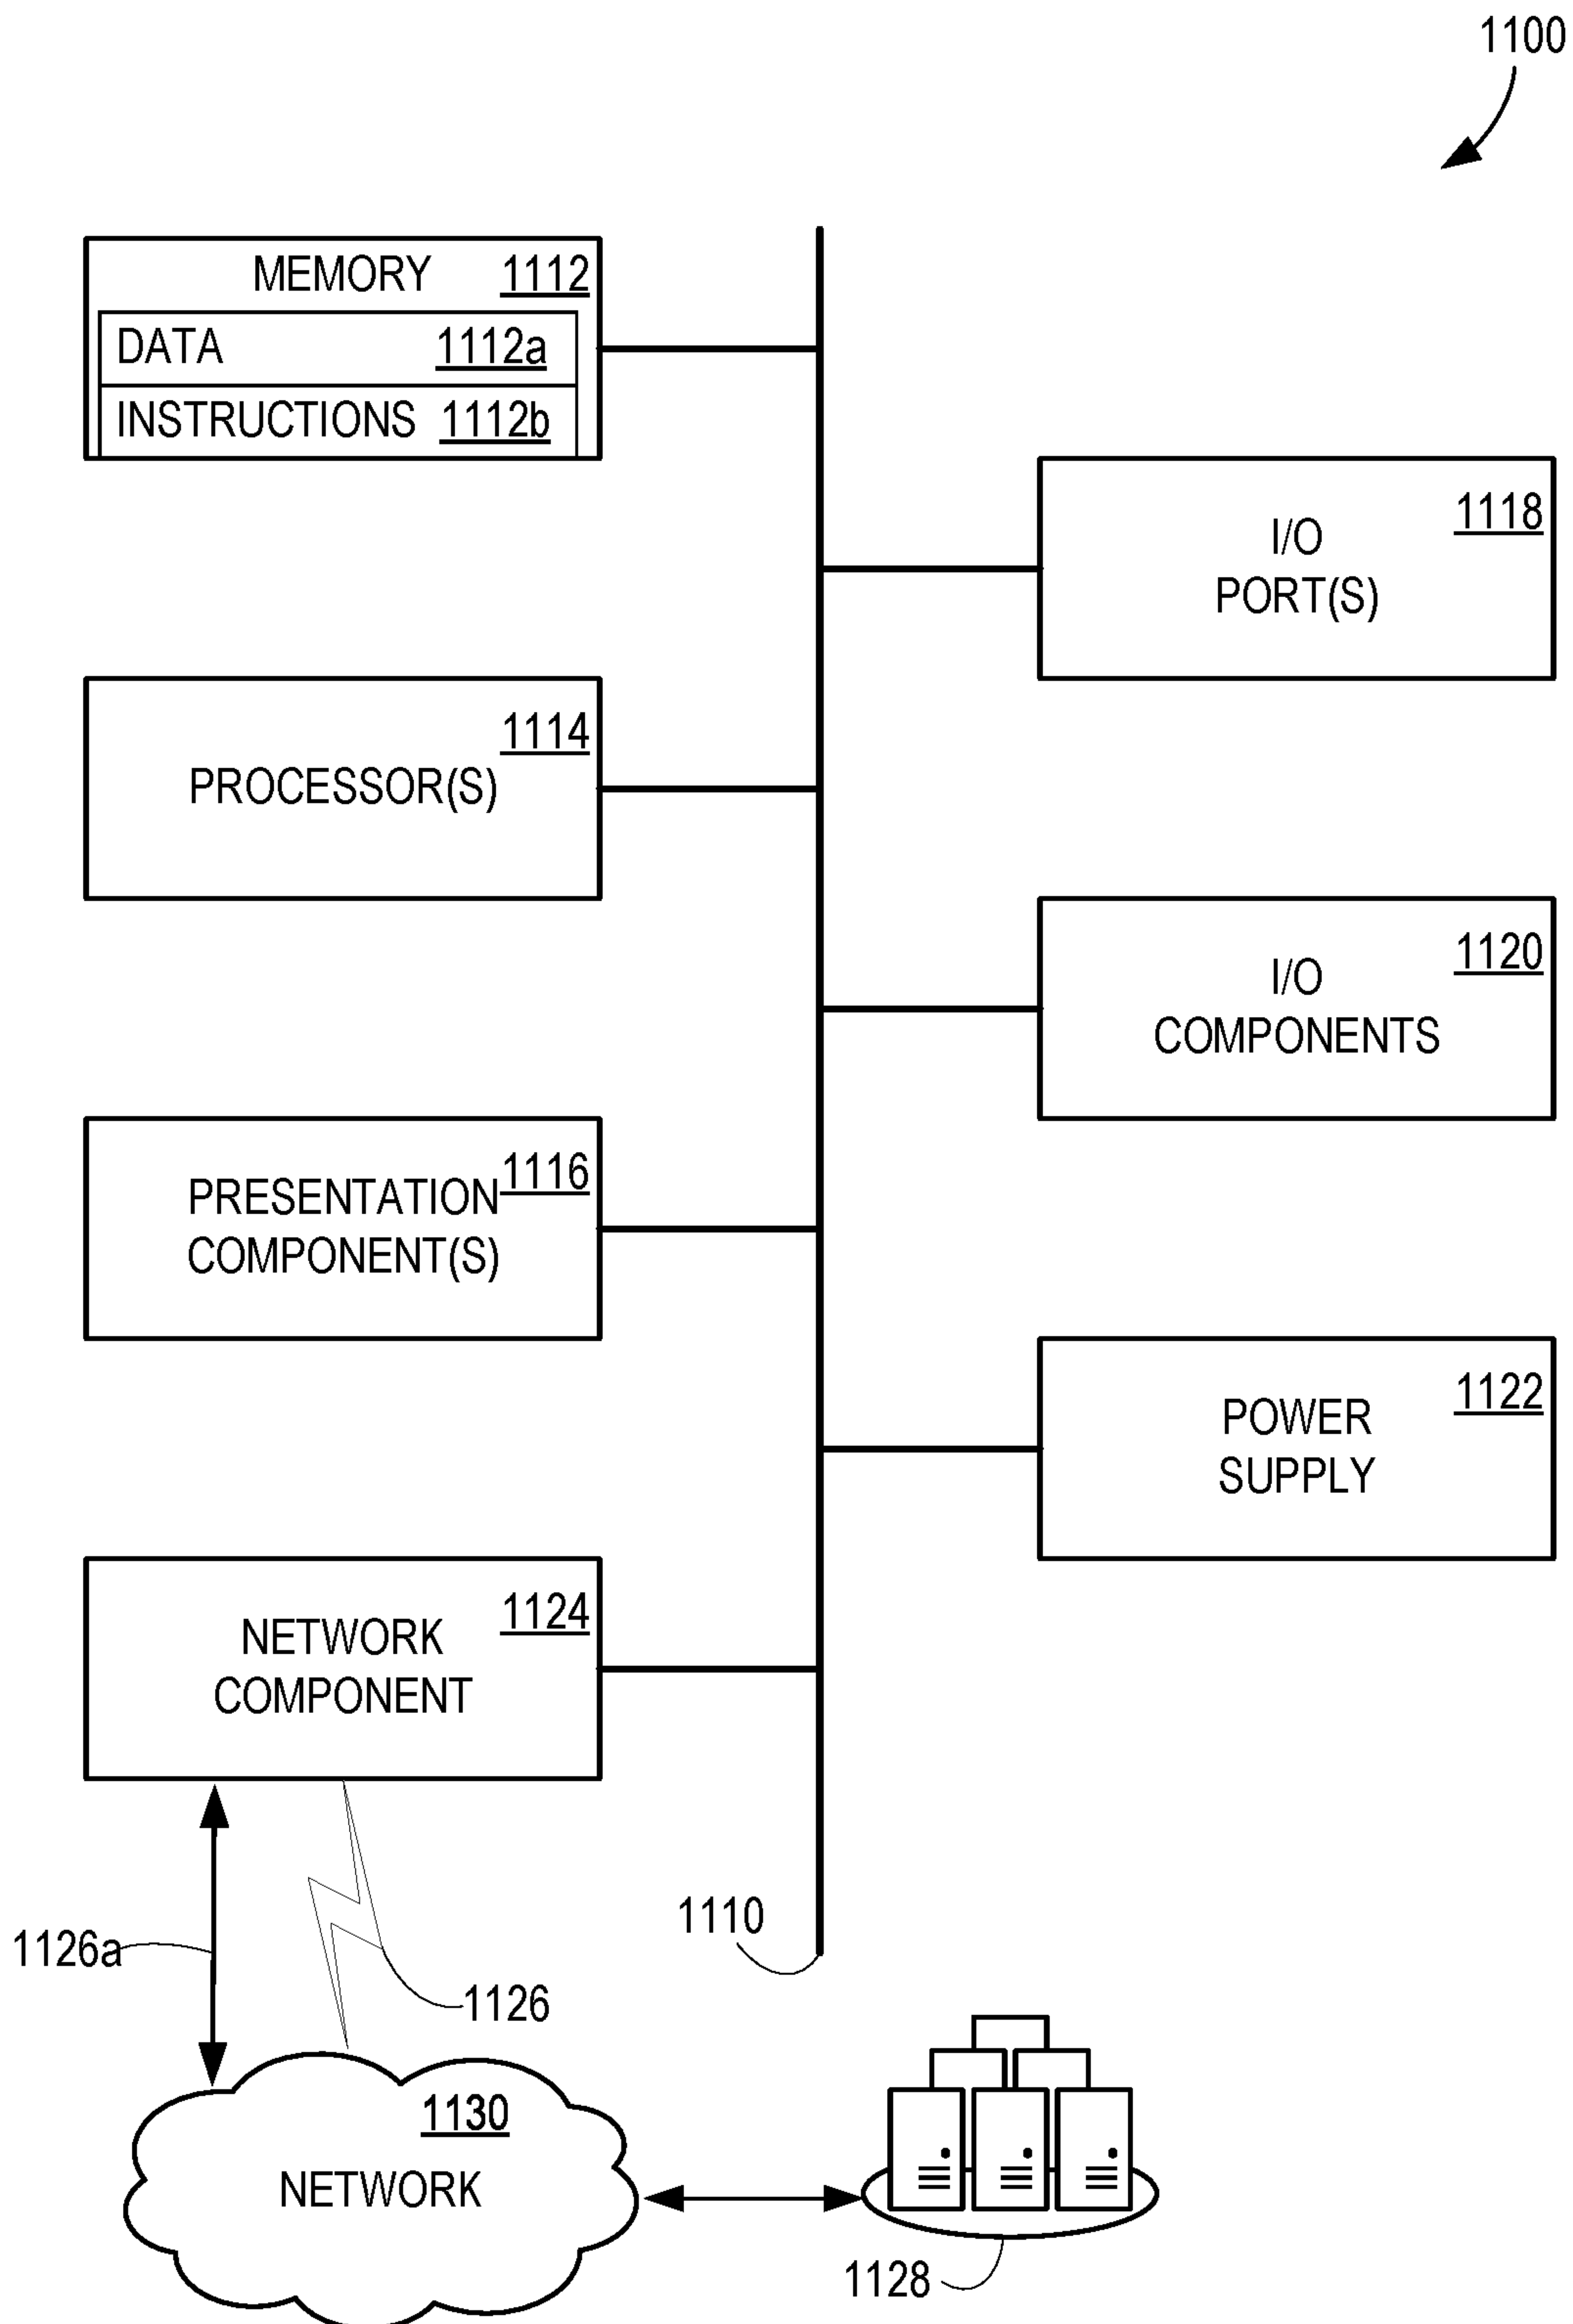 1100
MEMORY 1112
DATA 1112a
INSTRUCTIONS 1112b
1118
I/O
PORT(S)
1114
PROCESSOR(S)
1120
I/O
COMPONENTS
1116
PRESENTATION
COMPONENT(S)
1122
POWER
SUPPLY
1124
NETWORK
COMPONENT
1110
1126a
1126
1130
NETWORK
1128